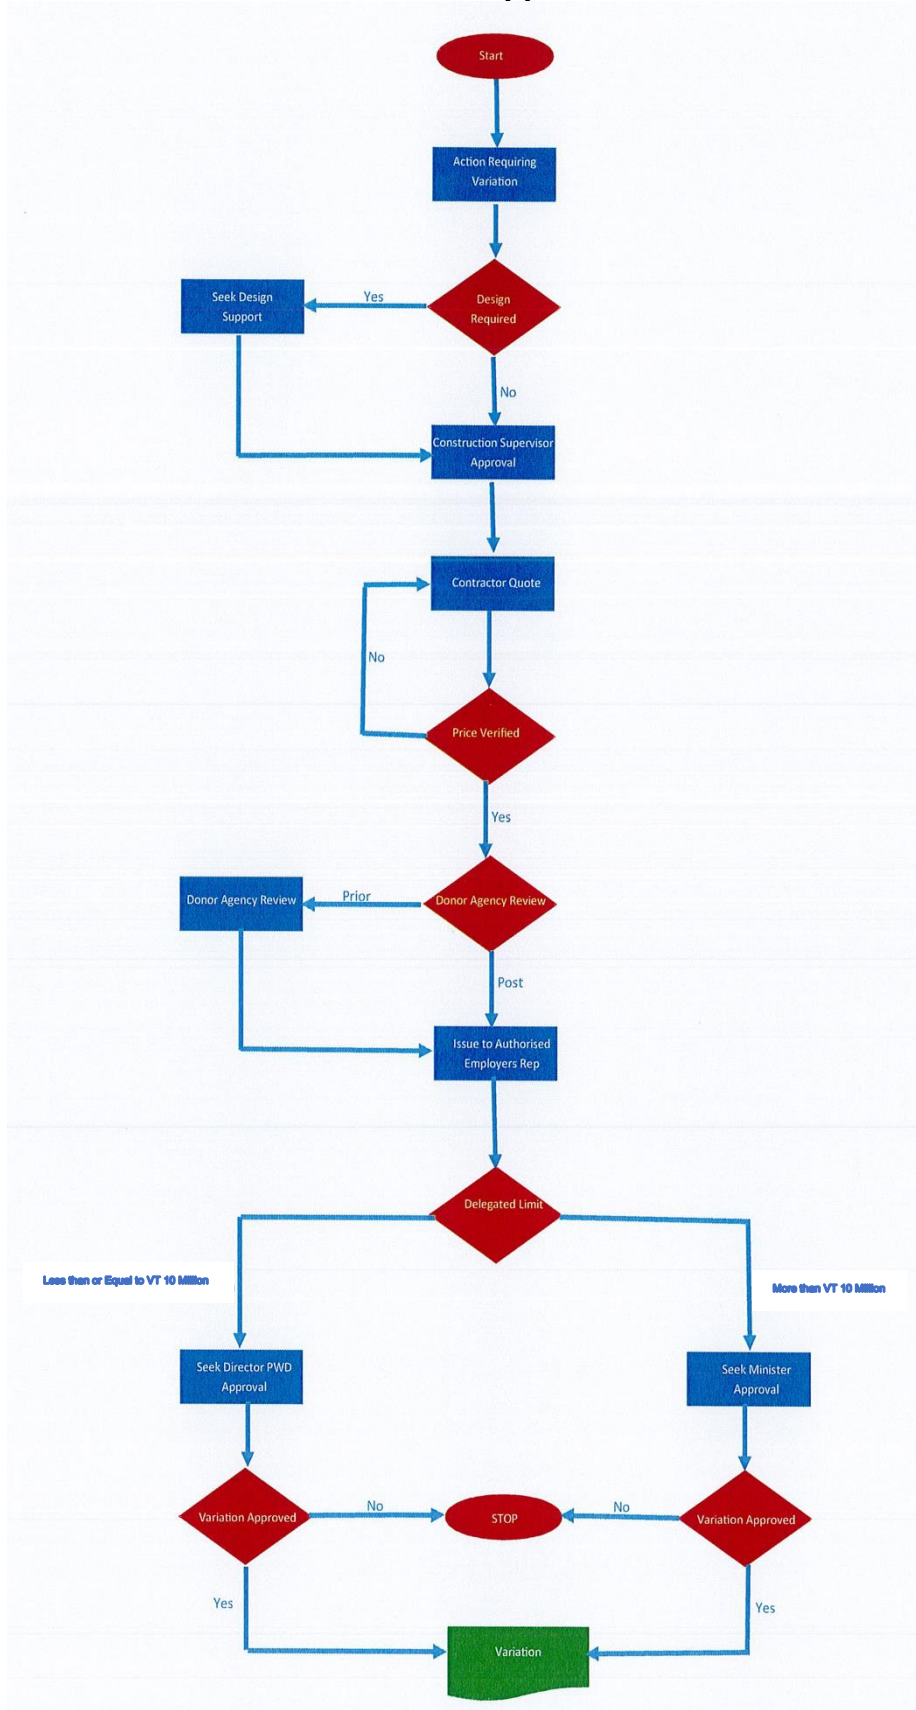 Start
Action Requiring
Variation
Design
Required
Yes
Seek Design
Support
No
Construction Supervisor
Approval
Contractor Quote
No
Price Verified
Yes
Donor Agency Review
Prior
Donor Agency Review
Post
Issue to Authorised
Employers Rep
Delegated Limit
Less than or Equal to VT 10 Million
More than VT 10 Million
Seek Director PWD
Approval
Seek Minister
Approval
Variation Approved
No
STOP
No
Variation Approved
Yes
Yes
Variation